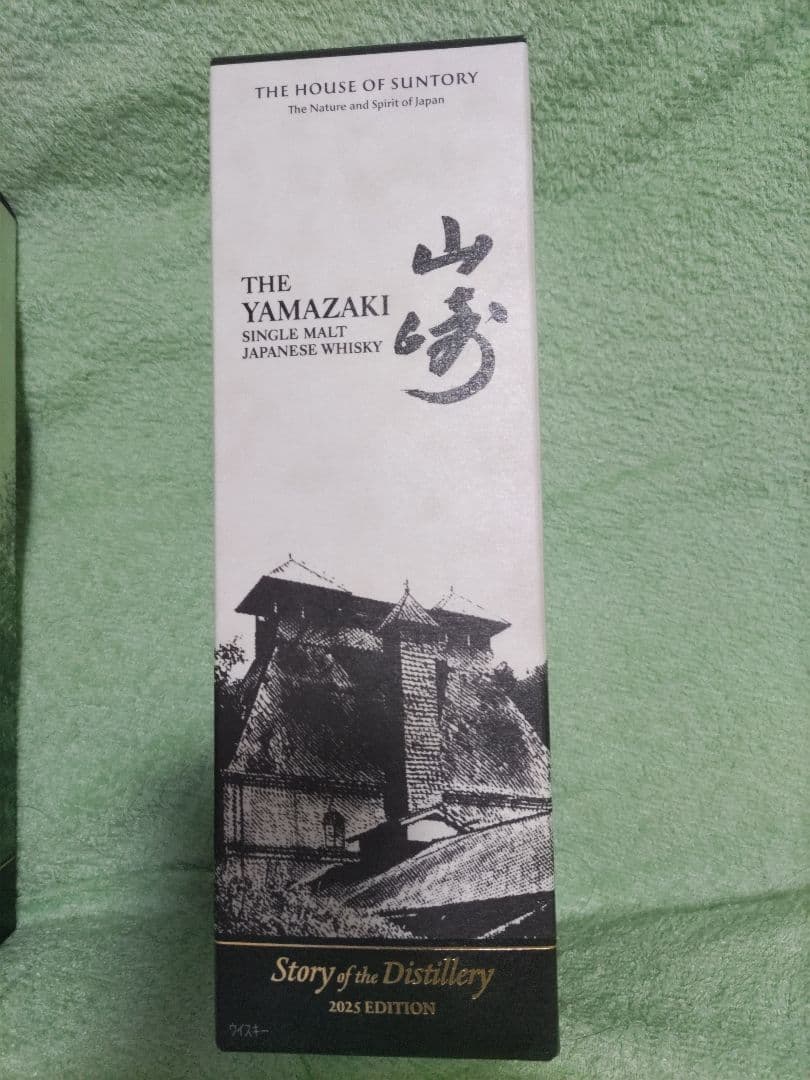 THE HOUSE OF SUNTORY
The Nature and Spirit of Japan
山崎
THE
YAMAZAKI
SINGLE MALT
JAPANESE WHISKY
Story of the Distillery
2025 EDITION
ウイスキー